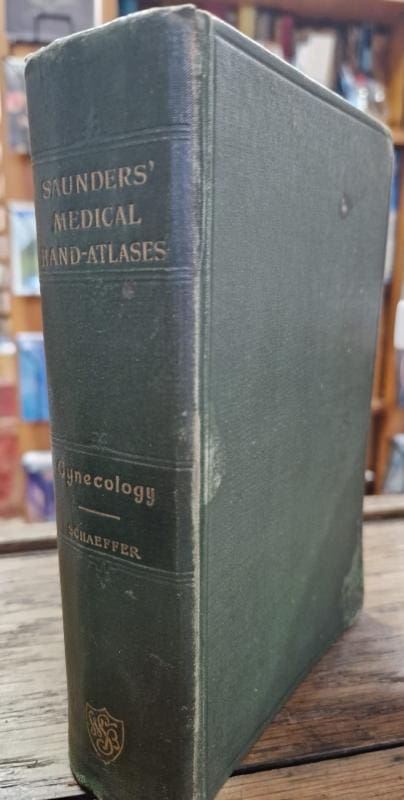 SAUNDERS'
MEDICAL
HAND-ATLASES
Gynecology
SCHAEFFER